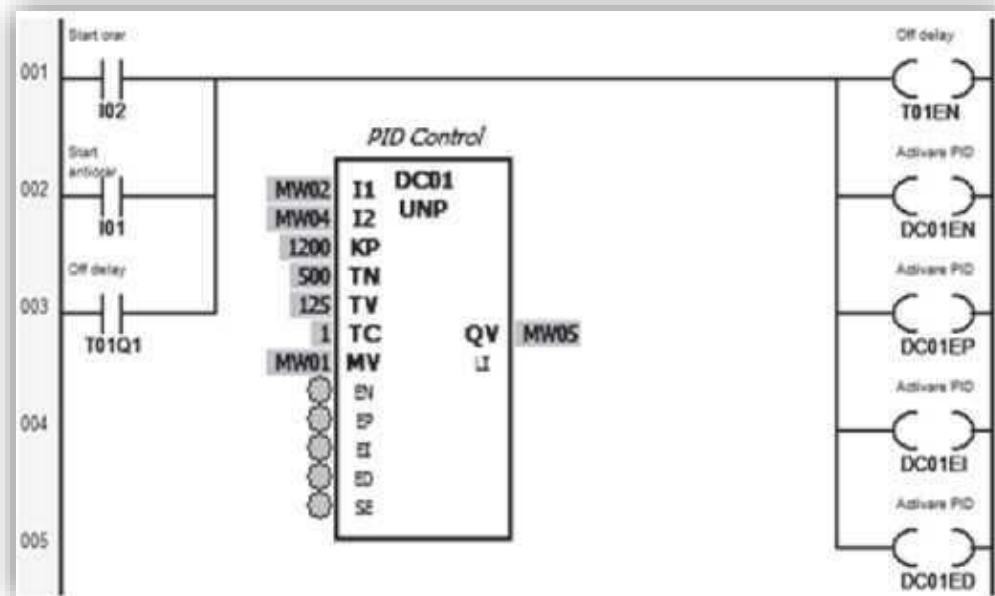 Start orar
Off delay
001
I02
T01EN
PID Control
Start
antiorar
Activare PID
002
I01
DC01EN
MW02 I1 DC01
MW04 I2 UNP
1200 KP
Off delay
Activare PID
500 TN
003
125 TV
T01Q1
1 TC QV MW05
DC01EP
MW01 MV LI
EN
Activare PID
EP
004
EI
DC01EI
ED
SE
Activare PID
005
DC01ED